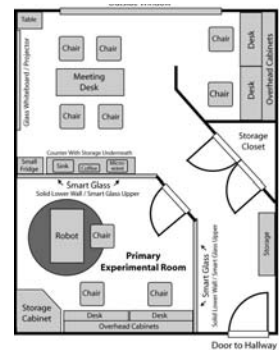 Outside Window
Table
Glass Whiteboard / Projector
Chair
Chair
Meeting
Desk
Chair
Chair
Chair
Chair
Desk
Desk
Overhead Cabinets
Storage
Closet
Counter With Storage Underneath
Small
Fridge
Sink
Coffee
Micro-
wave
Smart Glass
Solid Lower Wall / Smart Glass Upper
Robot
Chair
Primary
Experimental Room
Smart Glass
Solid Lower Wall / Smart Glass Upper
Storage
Storage
Cabinet
Chair
Chair
Desk
Desk
Overhead Cabinets
Door to Hallway